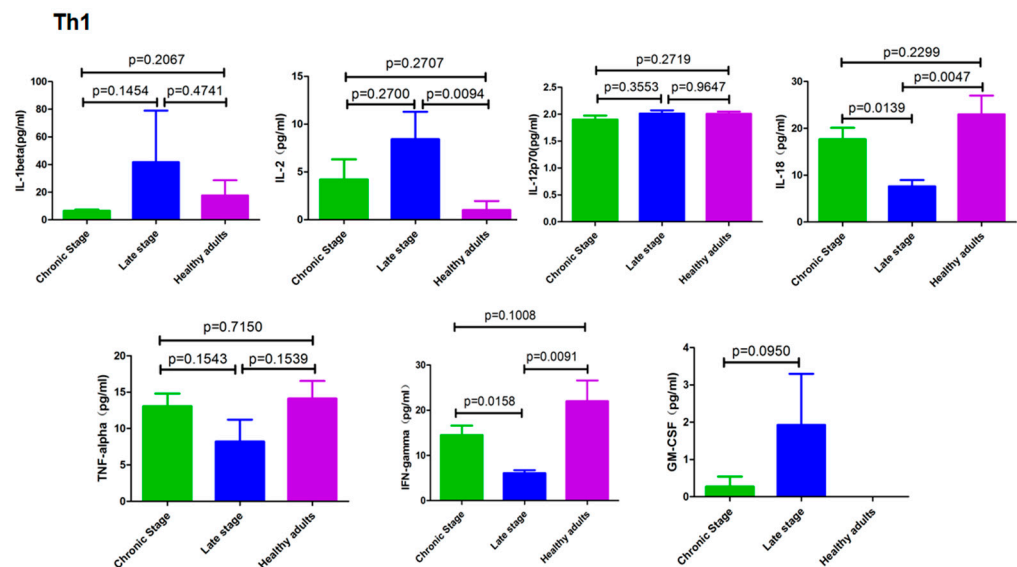 Th1
p=0.2067
p=0.1454
p=0.4741
100
80
60
40
20
0
IL-1beta(pg/ml)
Chronic Stage
Late stage
Healthy adults
p=0.2707
p=0.2700
p=0.0094
15
10
5
0
IL-2 (pg/ml)
Chronic Stage
Late stage
Healthy adults
p=0.2719
p=0.3553
p=0.9647
2.5
2.0
1.5
1.0
0.5
0.0
IL-12p70(pg/ml)
Chronic Stage
Late stage
Healthy adults
p=0.2299
p=0.0047
p=0.0139
30
20
10
0
IL-18 (pg/ml)
Chronic Stage
Late stage
Healthy adults
p=0.7150
p=0.1543
p=0.1539
20
15
10
5
0
TNF-alpha (pg/ml)
Chronic Stage
Late stage
Healthy adults
p=0.1008
p=0.0091
p=0.0158
30
20
10
0
IFN-gamma (pg/ml)
Chronic Stage
Late stage
Healthy adults
p=0.0950
4
3
2
1
0
GM-CSF (pg/ml)
Chronic Stage
Late stage
Healthy adults